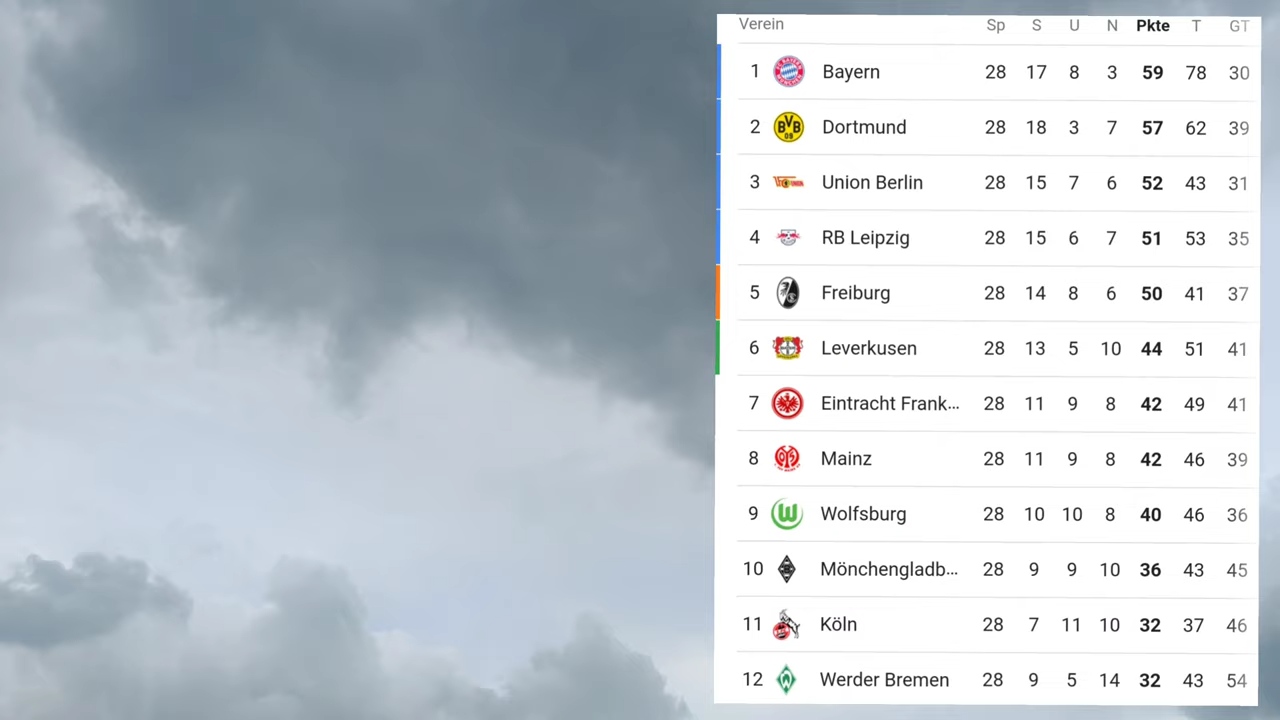 Verein Sp S U N Pkte T GT
1 Bayern 28 17 8 3 59 78 30
2 Dortmund 28 18 3 7 57 62 39
3 Union Berlin 28 15 7 6 52 43 31
4 RB Leipzig 28 15 6 7 51 53 35
5 Freiburg 28 14 8 6 50 41 37
6 Leverkusen 28 13 5 10 44 51 41
7 Eintracht Frank... 28 11 9 8 42 49 41
8 Mainz 28 11 9 8 42 46 39
9 Wolfsburg 28 10 10 8 40 46 36
10 Mönchengladb... 28 9 9 10 36 43 45
11 Köln 28 7 11 10 32 37 46
12 Werder Bremen 28 9 5 14 32 43 54